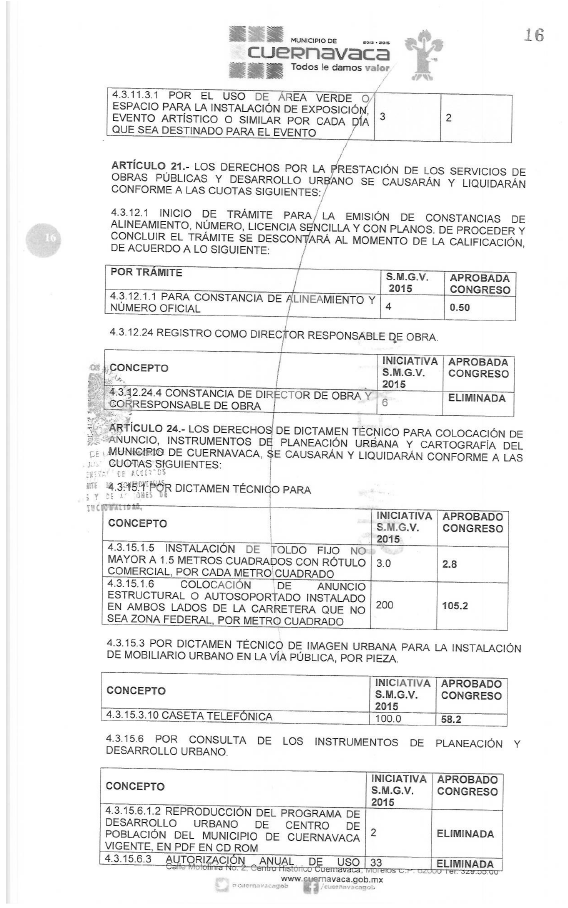 16
MUNICIPIO DE 2013 - 2015
CUERNAVACA
Todos le damos valor
4.3.11.3.1 POR EL USO DE ÁREA VERDE O
ESPACIO PARA LA INSTALACIÓN DE EXPOSICIÓN,
EVENTO ARTÍSTICO O SIMILAR POR CADA DÍA 3 2
QUE SEA DESTINADO PARA EL EVENTO
ARTÍCULO 21.- LOS DERECHOS POR LA PRESTACIÓN DE LOS SERVICIOS DE
OBRAS PÚBLICAS Y DESARROLLO URBANO SE CAUSARÁN Y LIQUIDARÁN
CONFORME A LAS CUOTAS SIGUIENTES:
4.3.12.1 INICIO DE TRÁMITE PARA LA EMISIÓN DE CONSTANCIAS DE
ALINEAMIENTO, NÚMERO, LICENCIA SENCILLA Y CON PLANOS. DE PROCEDER Y
16
CONCLUIR EL TRÁMITE SE DESCONTARÁ AL MOMENTO DE LA CALIFICACIÓN,
DE ACUERDO A LO SIGUIENTE:
POR TRÁMITE S.M.G.V. APROBADA
2015 CONGRESO
4.3.12.1.1 PARA CONSTANCIA DE ALINEAMIENTO Y 4 0.50
NÚMERO OFICIAL
4.3.12.24 REGISTRO COMO DIRECTOR RESPONSABLE DE OBRA.
CONCEPTO INICIATIVA APROBADA
S.M.G.V. CONGRESO
2015
4.3.12.24.4 CONSTANCIA DE DIRECTOR DE OBRA Y 6 ELIMINADA
CORRESPONSABLE DE OBRA
ARTÍCULO 24.- LOS DERECHOS DE DICTAMEN TÉCNICO PARA COLOCACIÓN DE
ANUNCIO, INSTRUMENTOS DE PLANEACIÓN URBANA Y CARTOGRAFÍA DEL
MUNICIPIO DE CUERNAVACA, SE CAUSARÁN Y LIQUIDARÁN CONFORME A LAS
CUOTAS SIGUIENTES:
4.3.15.1 POR DICTAMEN TÉCNICO PARA
CONCEPTO INICIATIVA APROBADO
S.M.G.V. CONGRESO
2015
4.3.15.1.5 INSTALACIÓN DE TOLDO FIJO NO
MAYOR A 1.5 METROS CUADRADOS CON RÓTULO 3.0 2.8
COMERCIAL, POR CADA METRO CUADRADO
4.3.15.1.6 COLOCACIÓN DE ANUNCIO
ESTRUCTURAL O AUTOSOPORTADO INSTALADO
EN AMBOS LADOS DE LA CARRETERA QUE NO 200 105.2
SEA ZONA FEDERAL, POR METRO CUADRADO
4.3.15.3 POR DICTAMEN TÉCNICO DE IMAGEN URBANA PARA LA INSTALACIÓN
DE MOBILIARIO URBANO EN LA VÍA PÚBLICA, POR PIEZA.
CONCEPTO INICIATIVA APROBADO
S.M.G.V. CONGRESO
2015
4.3.15.3.10 CASETA TELEFÓNICA 100.0 58.2
4.3.15.6 POR CONSULTA DE LOS INSTRUMENTOS DE PLANEACIÓN Y
DESARROLLO URBANO.
CONCEPTO INICIATIVA APROBADO
S.M.G.V. CONGRESO
2015
4.3.15.6.1.2 REPRODUCCIÓN DEL PROGRAMA DE
DESARROLLO URBANO DE CENTRO DE
POBLACIÓN DEL MUNICIPIO DE CUERNAVACA 2 ELIMINADA
VIGENTE, EN PDF EN CD ROM
4.3.15.6.3 AUTORIZACIÓN ANUAL DE USO 33 ELIMINADA
Calle Motolinia No. 2, Centro Histórico Cuernavaca, Morelos C.P. 62000 Tel. 329.55.00
www.cuernavaca.gob.mx
@cuernavacagob /cuernavacagob